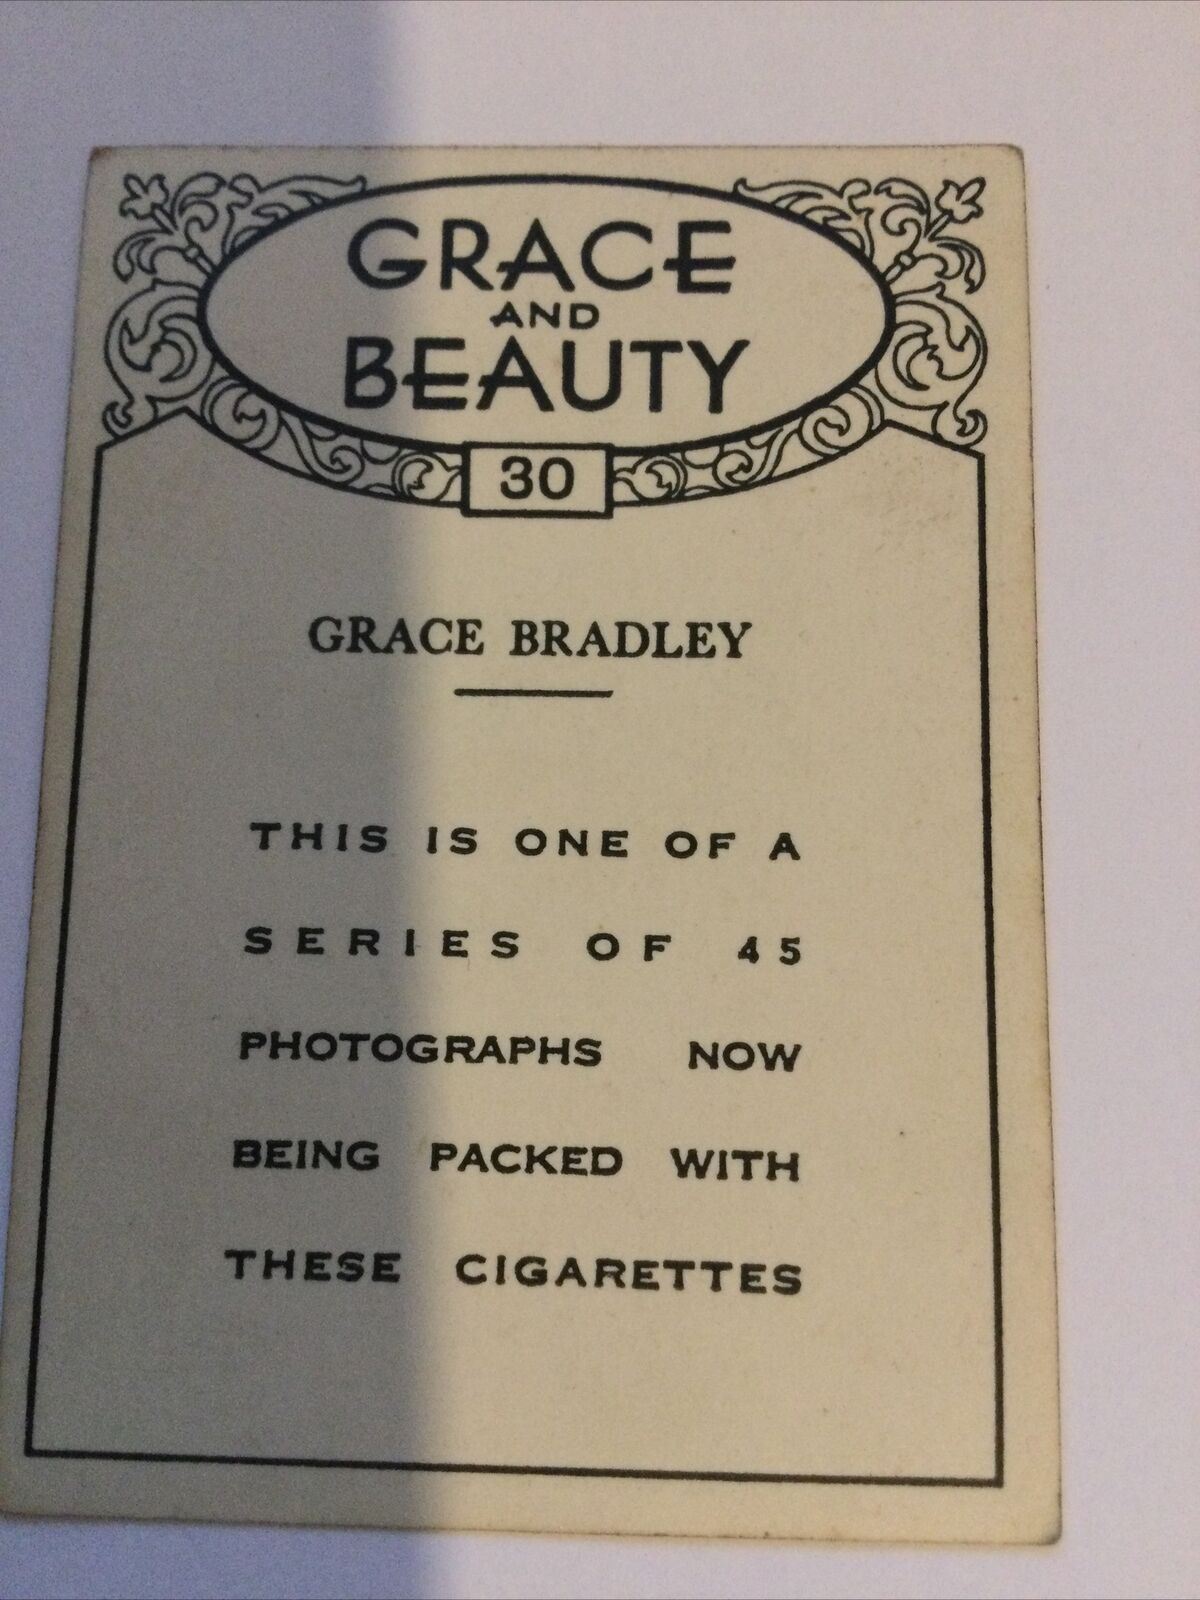 GRACE
AND
BEAUTY
30
GRACE BRADLEY
THIS IS ONE OF A
SERIES OF 45
PHOTOGRAPHS NOW
BEING PACKED WITH
THESE CIGARETTES